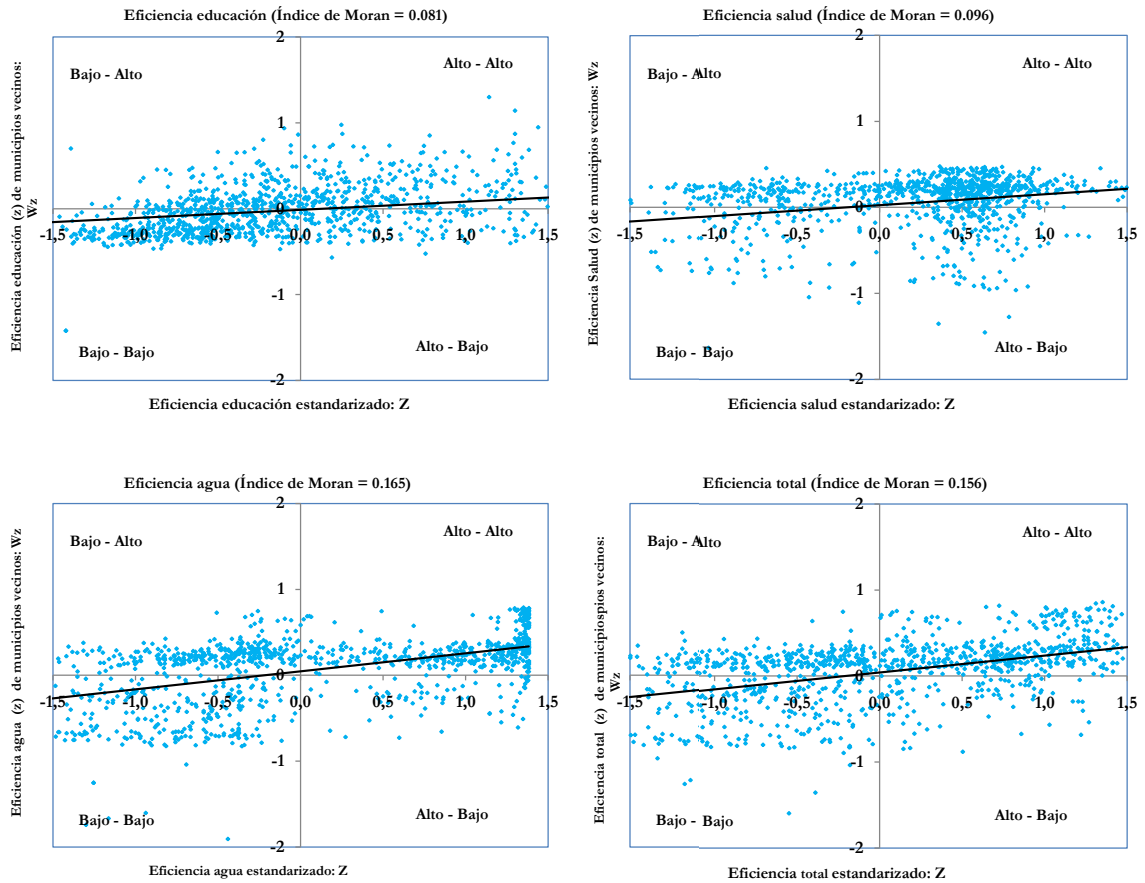 Eficiencia educación (Índice de Moran = 0.081)
Eficiencia educación (z) de municipios vecinos:
Wz
2
1
0
-1
-2
-1,5
-1,0
-0,5
0,0
0,5
1,0
1,5
Bajo - Alto
Alto - Alto
Bajo - Bajo
Alto - Bajo
Eficiencia educación estandarizado: Z
Eficiencia salud (Índice de Moran = 0.096)
Eficiencia Salud (z) de municipios vecinos: Wz
2
1
0
-1
-2
-1,5
-1,0
-0,5
0,0
0,5
1,0
1,5
Bajo - Alto
Alto - Alto
Bajo - Bajo
Alto - Bajo
Eficiencia salud estandarizado: Z
Eficiencia agua (Índice de Moran = 0.165)
Eficiencia agua (z) de municipios vecinos: Wz
2
1
0
-1
-2
-1,5
-1,0
-0,5
0,0
0,5
1,0
1,5
Bajo - Alto
Alto - Alto
Bajo - Bajo
Alto - Bajo
Eficiencia agua estandarizado: Z
Eficiencia total (Índice de Moran = 0.156)
Eficiencia total (z) de municipiospios vecinos:
Wz
2
1
0
-1
-2
-1,5
-1,0
-0,5
0,0
0,5
1,0
1,5
Bajo - Alto
Alto - Alto
Bajo - Bajo
Alto - Bajo
Eficiencia total estandarizado: Z